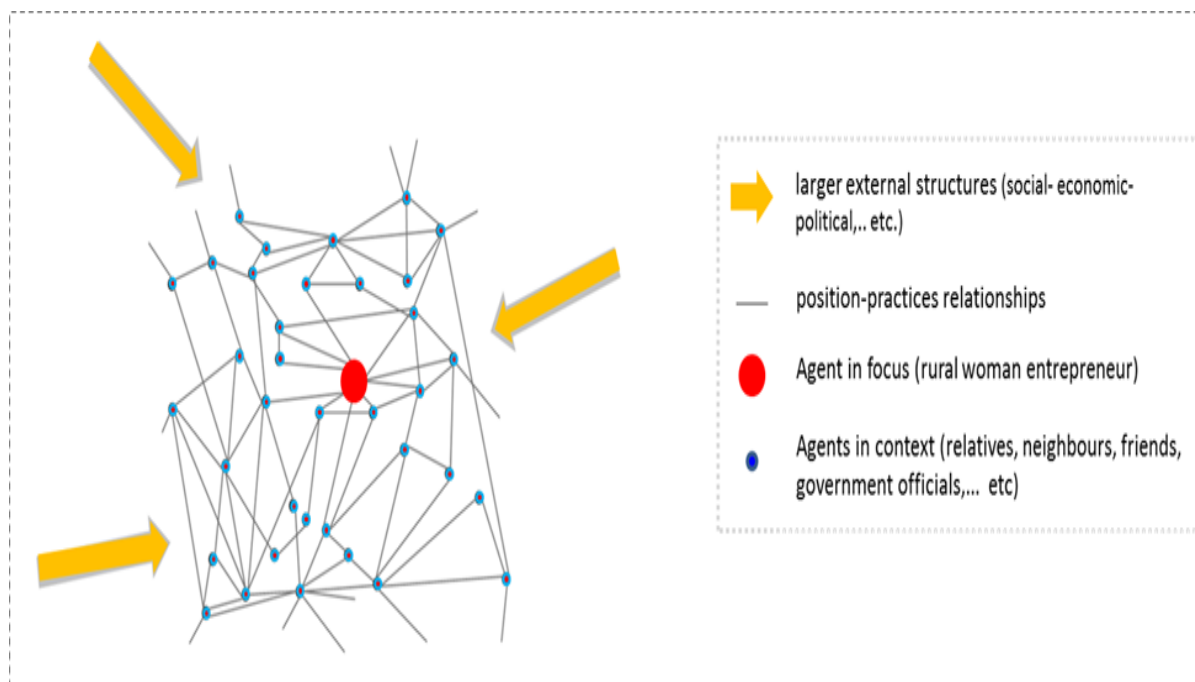 larger external structures (social- economic-
political,.. etc.)
position-practices relationships
Agent in focus (rural woman entrepreneur)
Agents in context (relatives, neighbours, friends,
government officials,... etc)